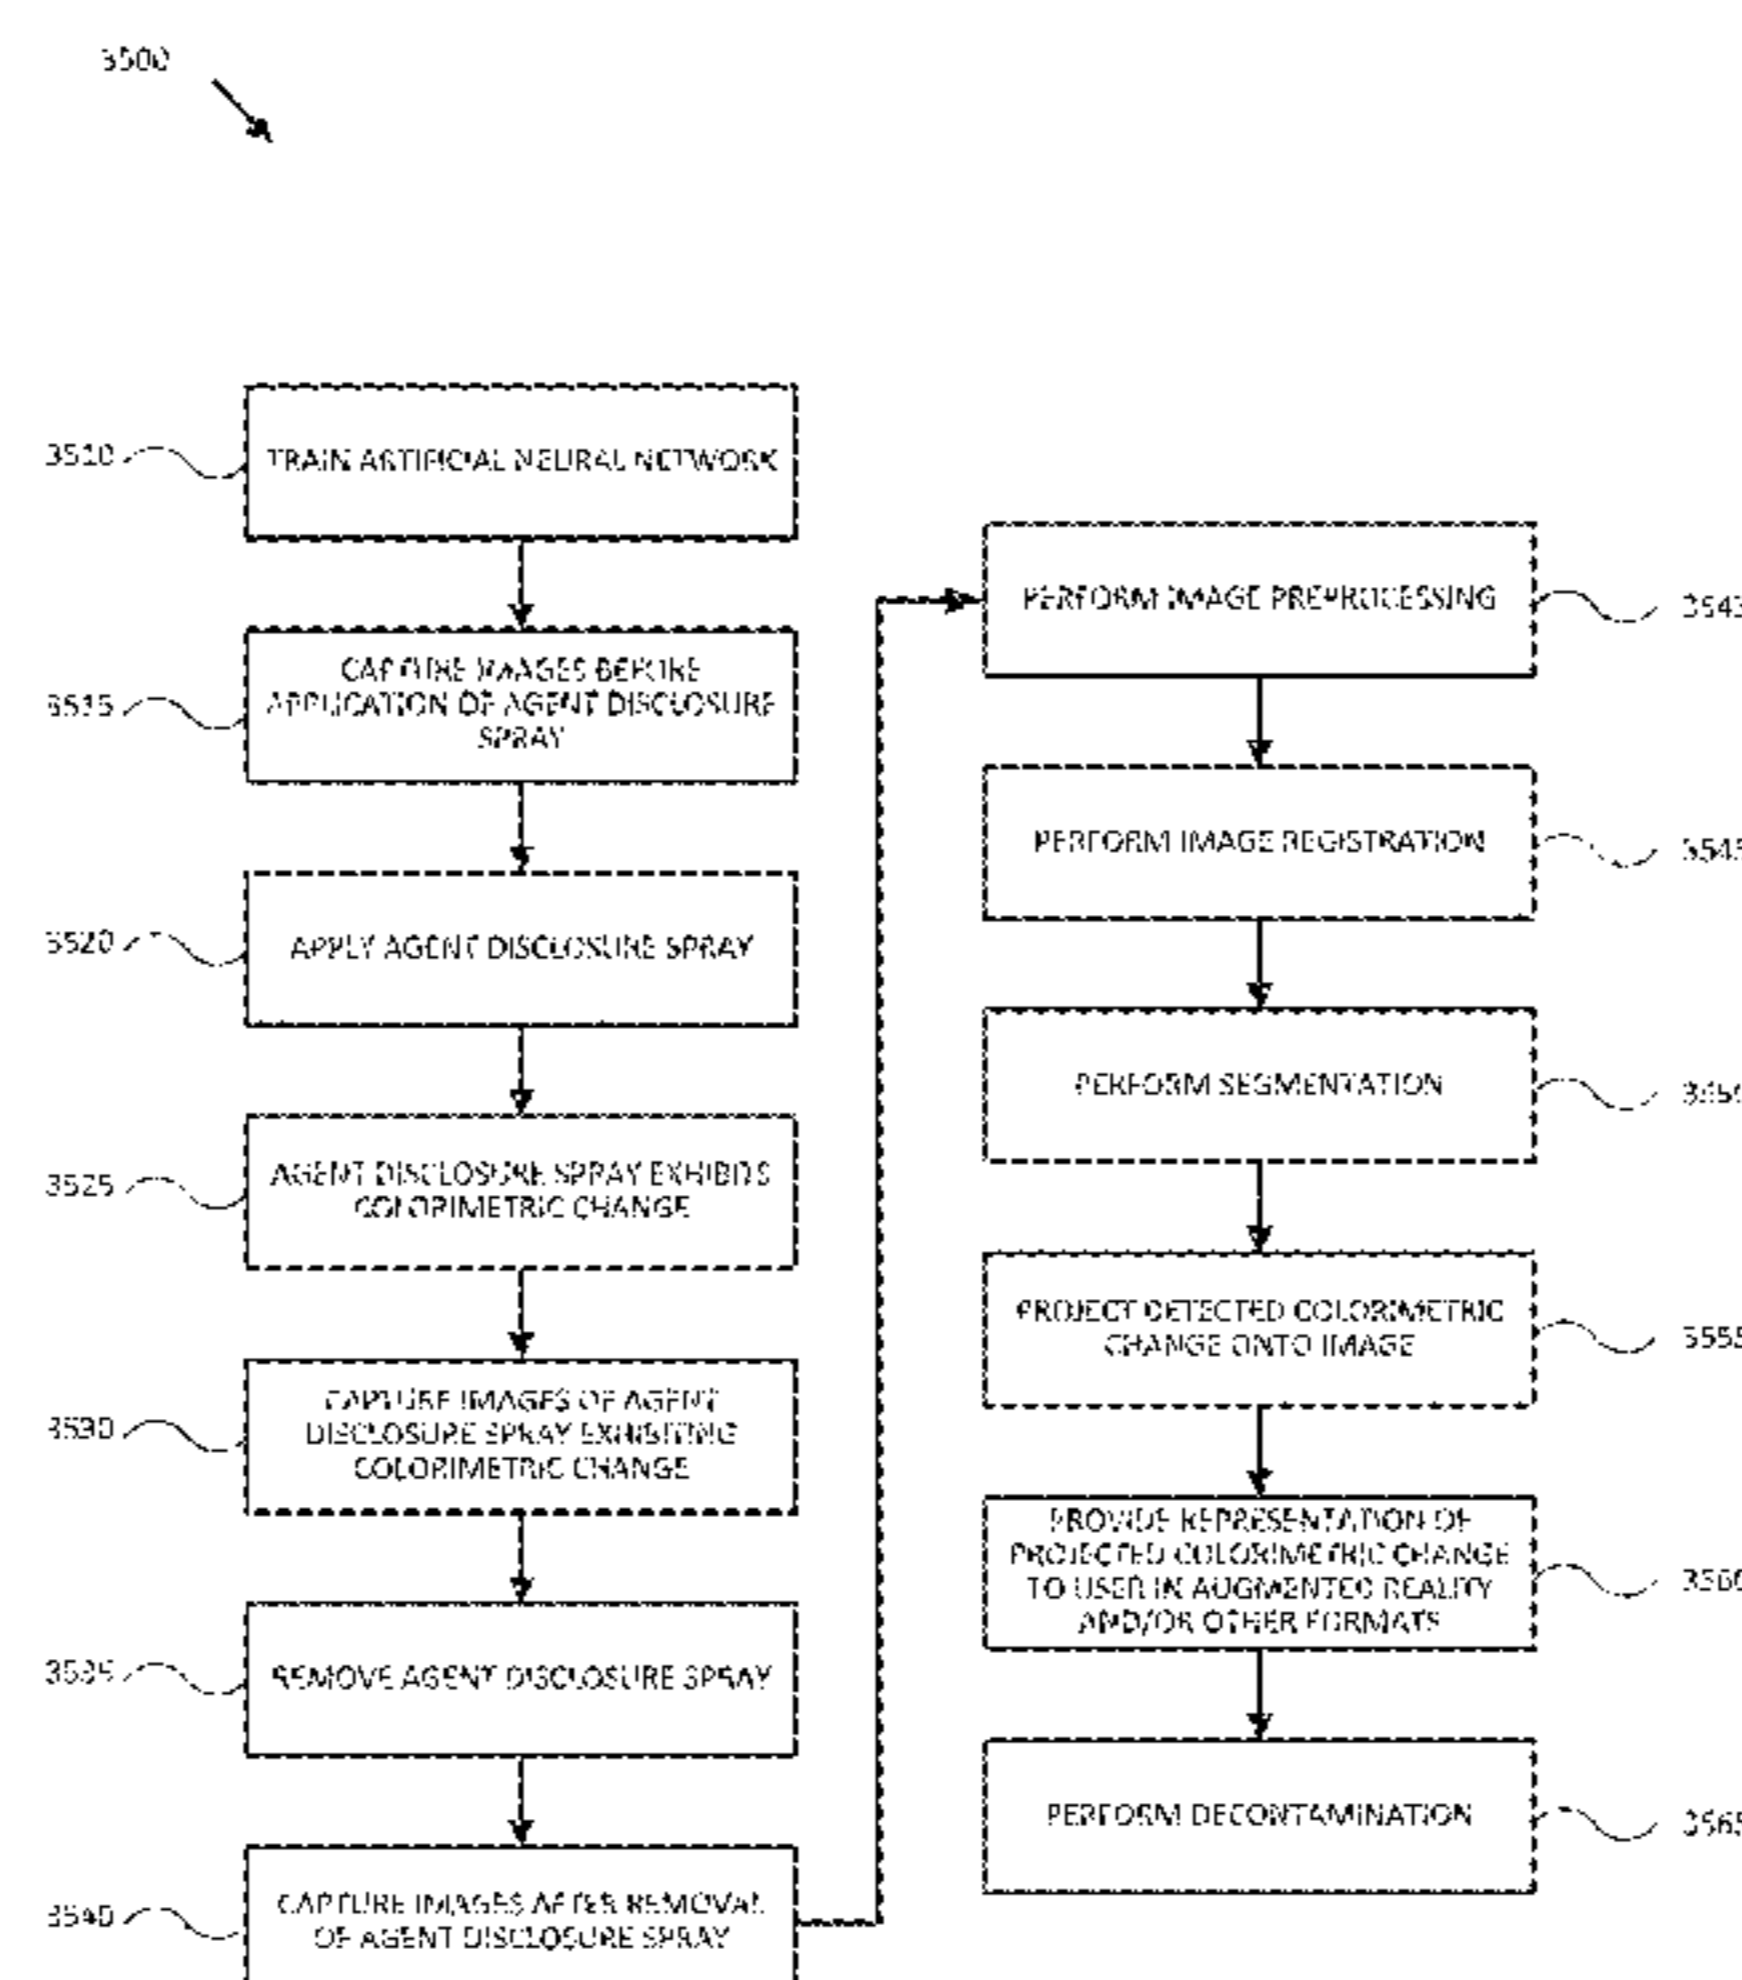 3500
3510
TRAIN ARTIFICIAL NEURAL NETWORK
3515
CAPTURE IMAGES BEFORE
APPLICATION OF AGENT DISCLOSURE
SPRAY
3520
APPLY AGENT DISCLOSURE SPRAY
3525
AGENT DISCLOSURE SPRAY EXHIBITS
COLORIMETRIC CHANGE
3530
CAPTURE IMAGES OF AGENT
DISCLOSURE SPRAY EXHIBITING
COLORIMETRIC CHANGE
3535
REMOVE AGENT DISCLOSURE SPRAY
3540
CAPTURE IMAGES AFTER REMOVAL
OF AGENT DISCLOSURE SPRAY
PERFORM IMAGE PREPROCESSING
PERFORM IMAGE REGISTRATION
3545
PERFORM SEGMENTATION
PROJECT DETECTED COLORIMETRIC
CHANGE ONTO IMAGE
3555
PROVIDE REPRESENTATION OF
PROJECTED COLORIMETRIC CHANGE
TO USER IN AUGMENTED REALITY
AND/OR OTHER FORMATS
3560
PERFORM DECONTAMINATION
3565